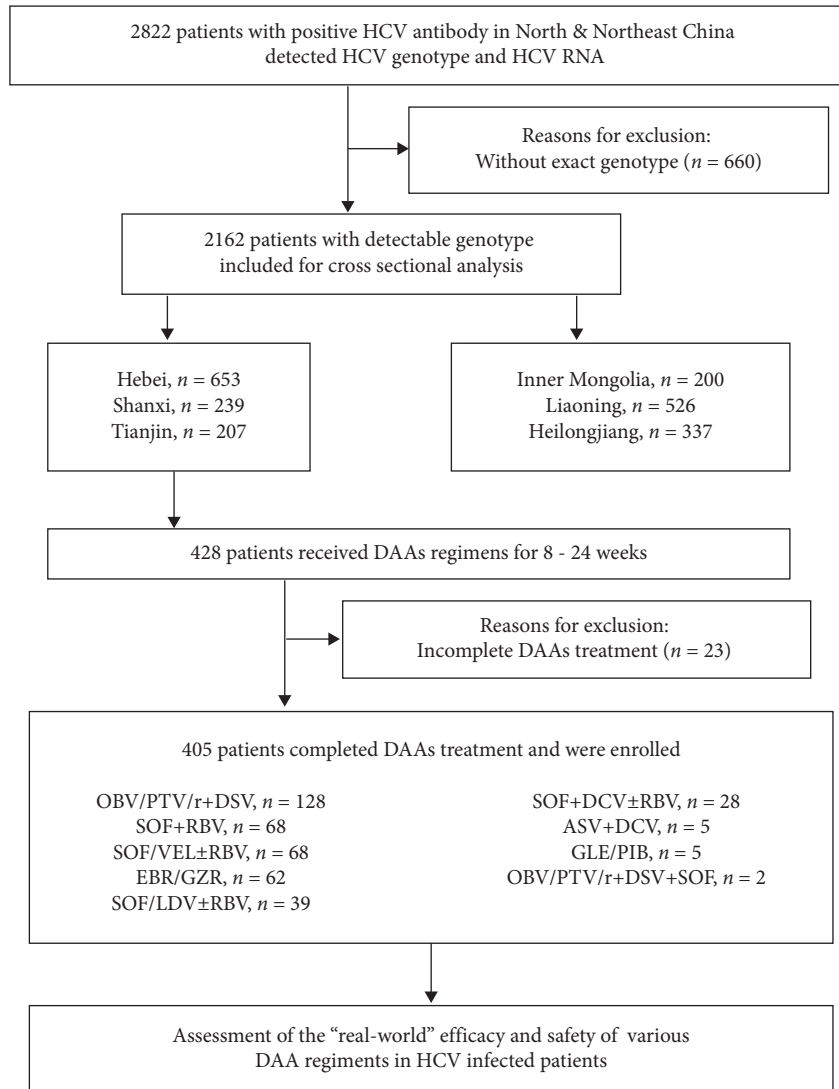 2822 patients with positive HCV antibody in North & Northeast China
detected HCV genotype and HCV RNA
Reasons for exclusion:
Without exact genotype (n = 660)
2162 patients with detectable genotype
included for cross sectional analysis
Hebei, n = 653
Shanxi, n = 239
Tianjin, n = 207
Inner Mongolia, n = 200
Liaoning, n = 526
Heilongjiang, n = 337
428 patients received DAAs regimens for 8 - 24 weeks
Reasons for exclusion:
Incomplete DAAs treatment (n = 23)
405 patients completed DAAs treatment and were enrolled
OBV/PTV/r+DSV, n = 128
SOF+RBV, n = 68
SOF/VEL±RBV, n = 68
EBR/GZR, n = 62
SOF/LDV±RBV, n = 39
SOF+DCV±RBV, n = 28
ASV+DCV, n = 5
GLE/PIB, n = 5
OBV/PTV/r+DSV+SOF, n = 2
Assessment of the “real-world” efficacy and safety of various
DAA regiments in HCV infected patients